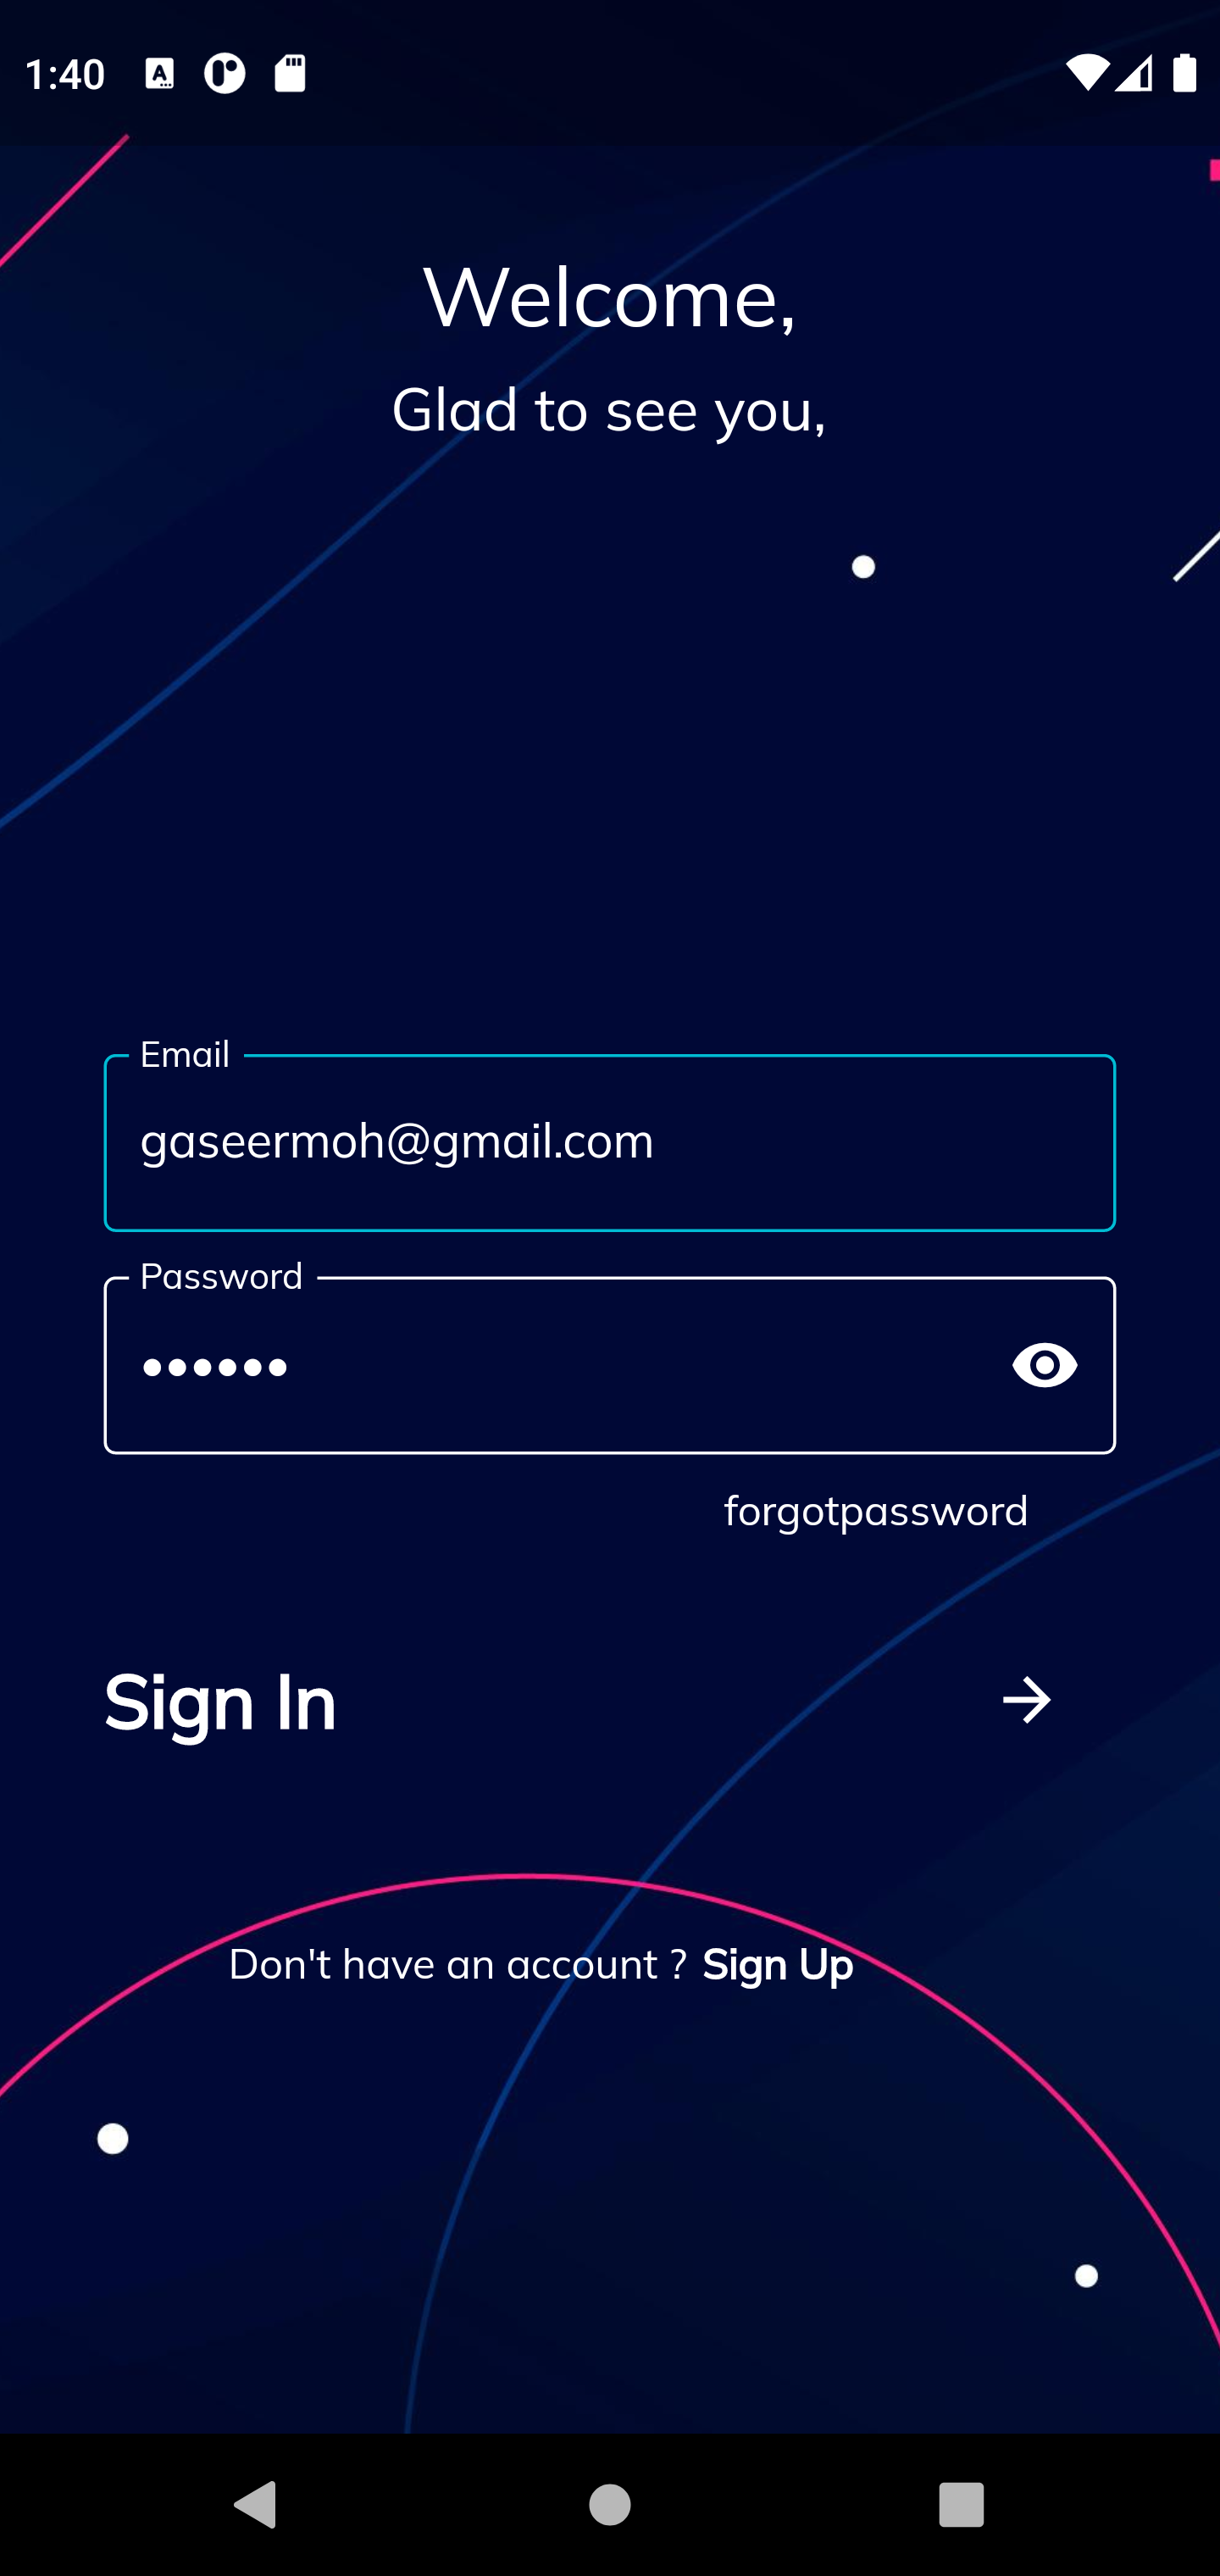 1:40
Welcome,
Glad to see you,
Email
gaseermoh@gmail.com
Password
forgotpassword
Sign In
Don't have an account ? Sign Up